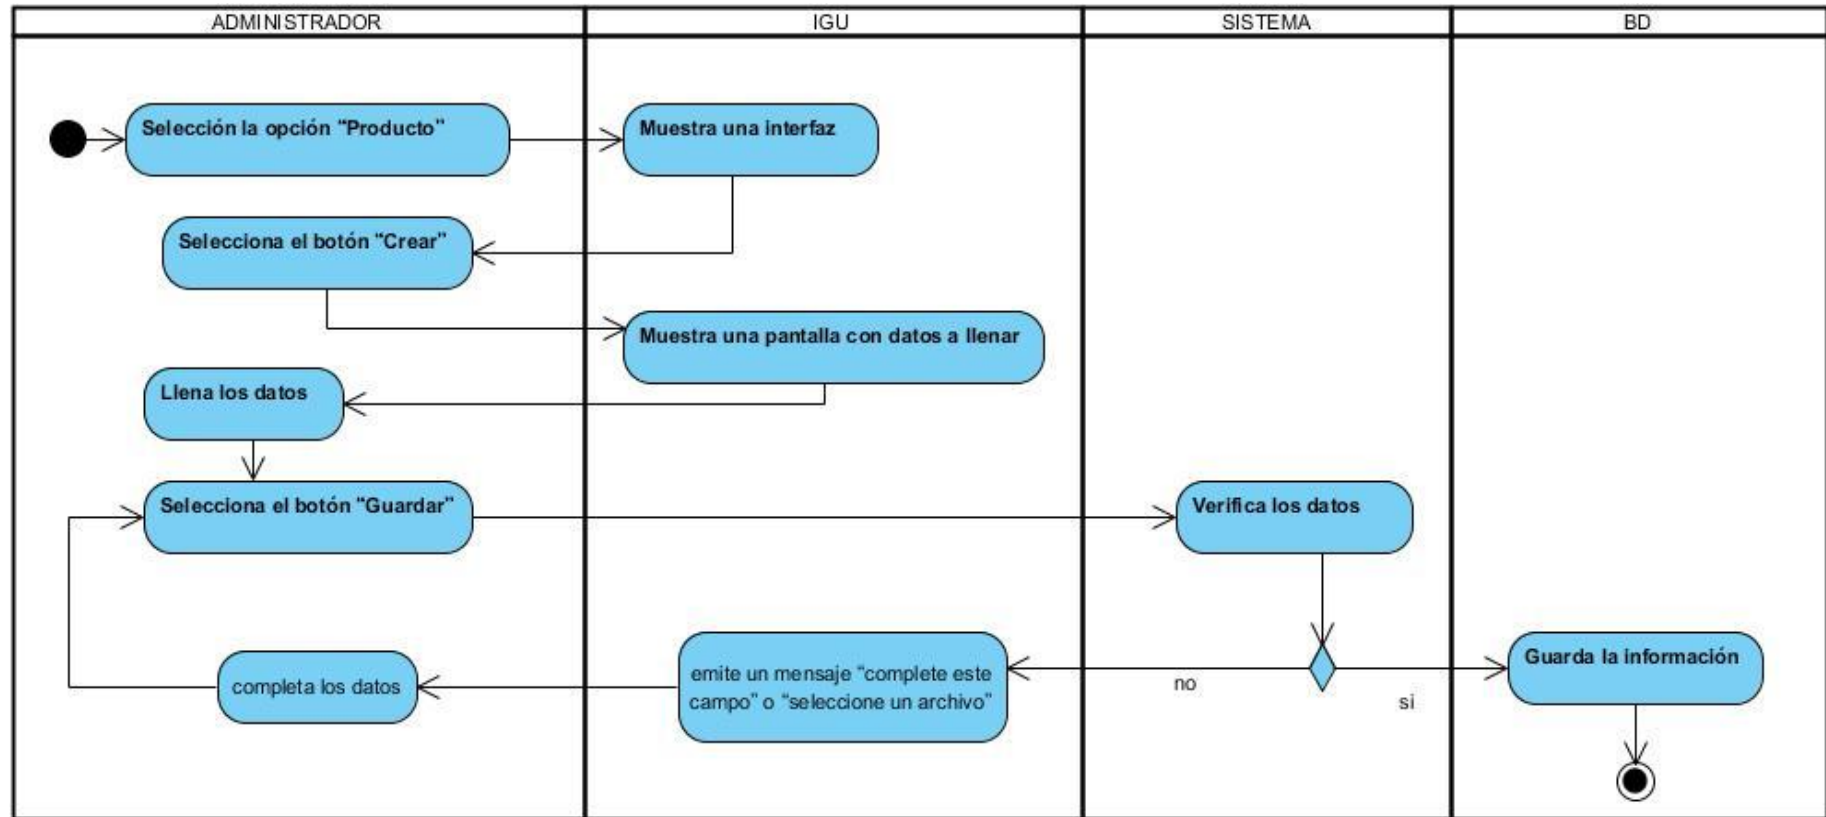 ADMINISTRADOR
IGU
SISTEMA
BD
Selección la opción “Producto”
Muestra una interfaz
Selecciona el botón “Crear”
Muestra una pantalla con datos a llenar
Llena los datos
Selecciona el botón “Guardar”
Verifica los datos
completa los datos
emite un mensaje “complete este
campo” o “seleccione un archivo”
no
si
Guarda la información